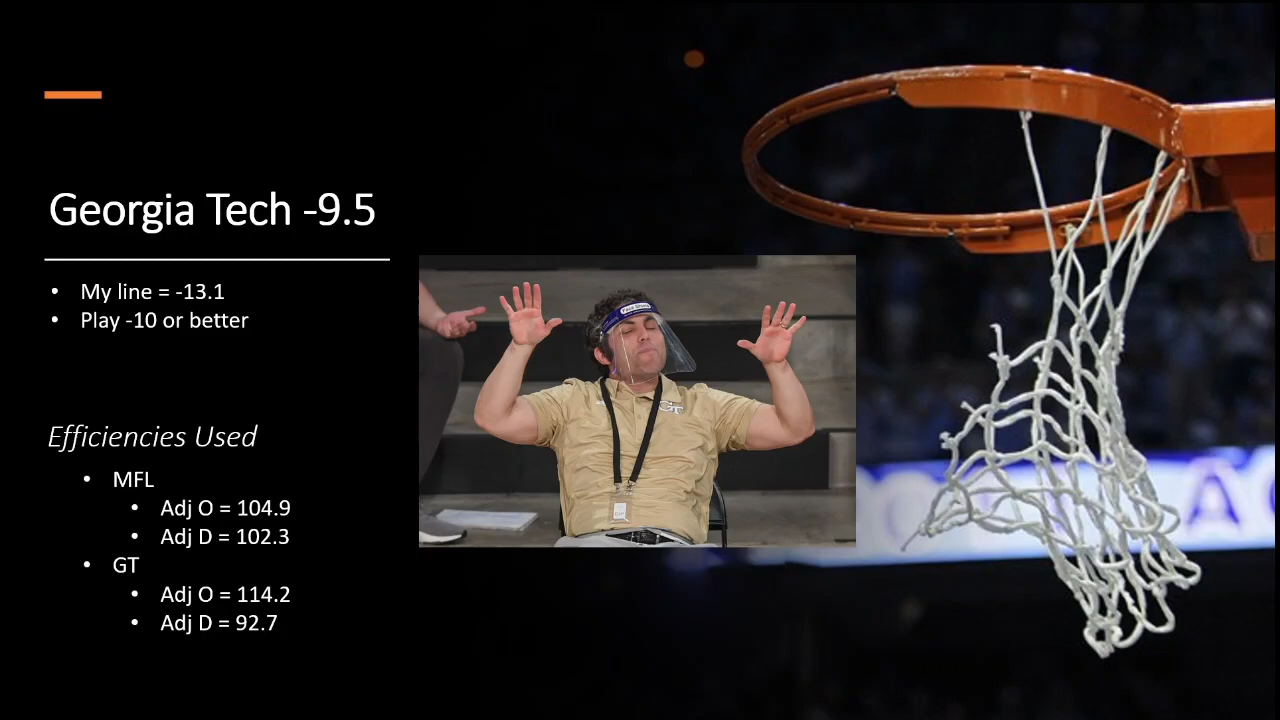 Georgia Tech -9.5
• My line = -13.1
• Play -10 or better
Efficiencies Used
• MFL
• Adj O = 104.9
• Adj D = 102.3
• GT
• Adj O = 114.2
• Adj D = 92.7
GT
A